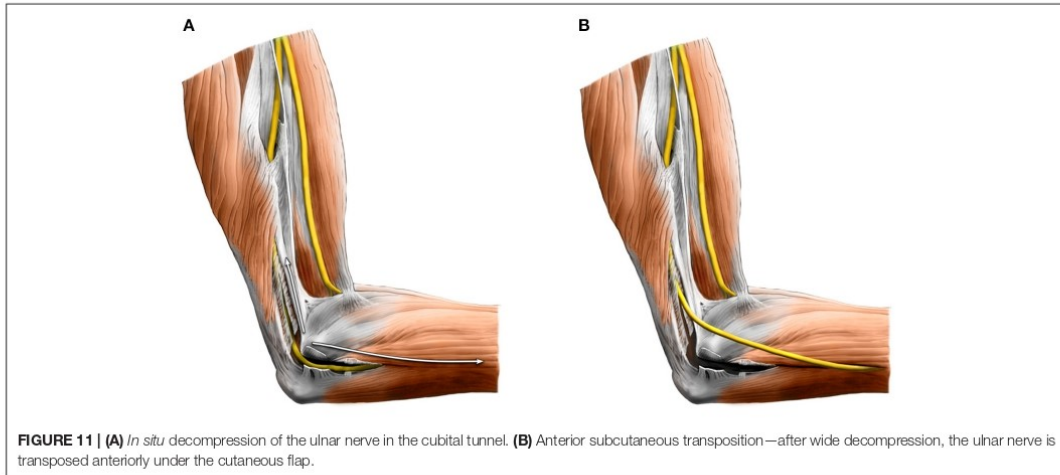 A B
FIGURE 11 | (A) In situ decompression of the ulnar nerve in the cubital tunnel. (B) Anterior subcutaneous transposition—after wide decompression, the ulnar nerve is
transposed anteriorly under the cutaneous flap.